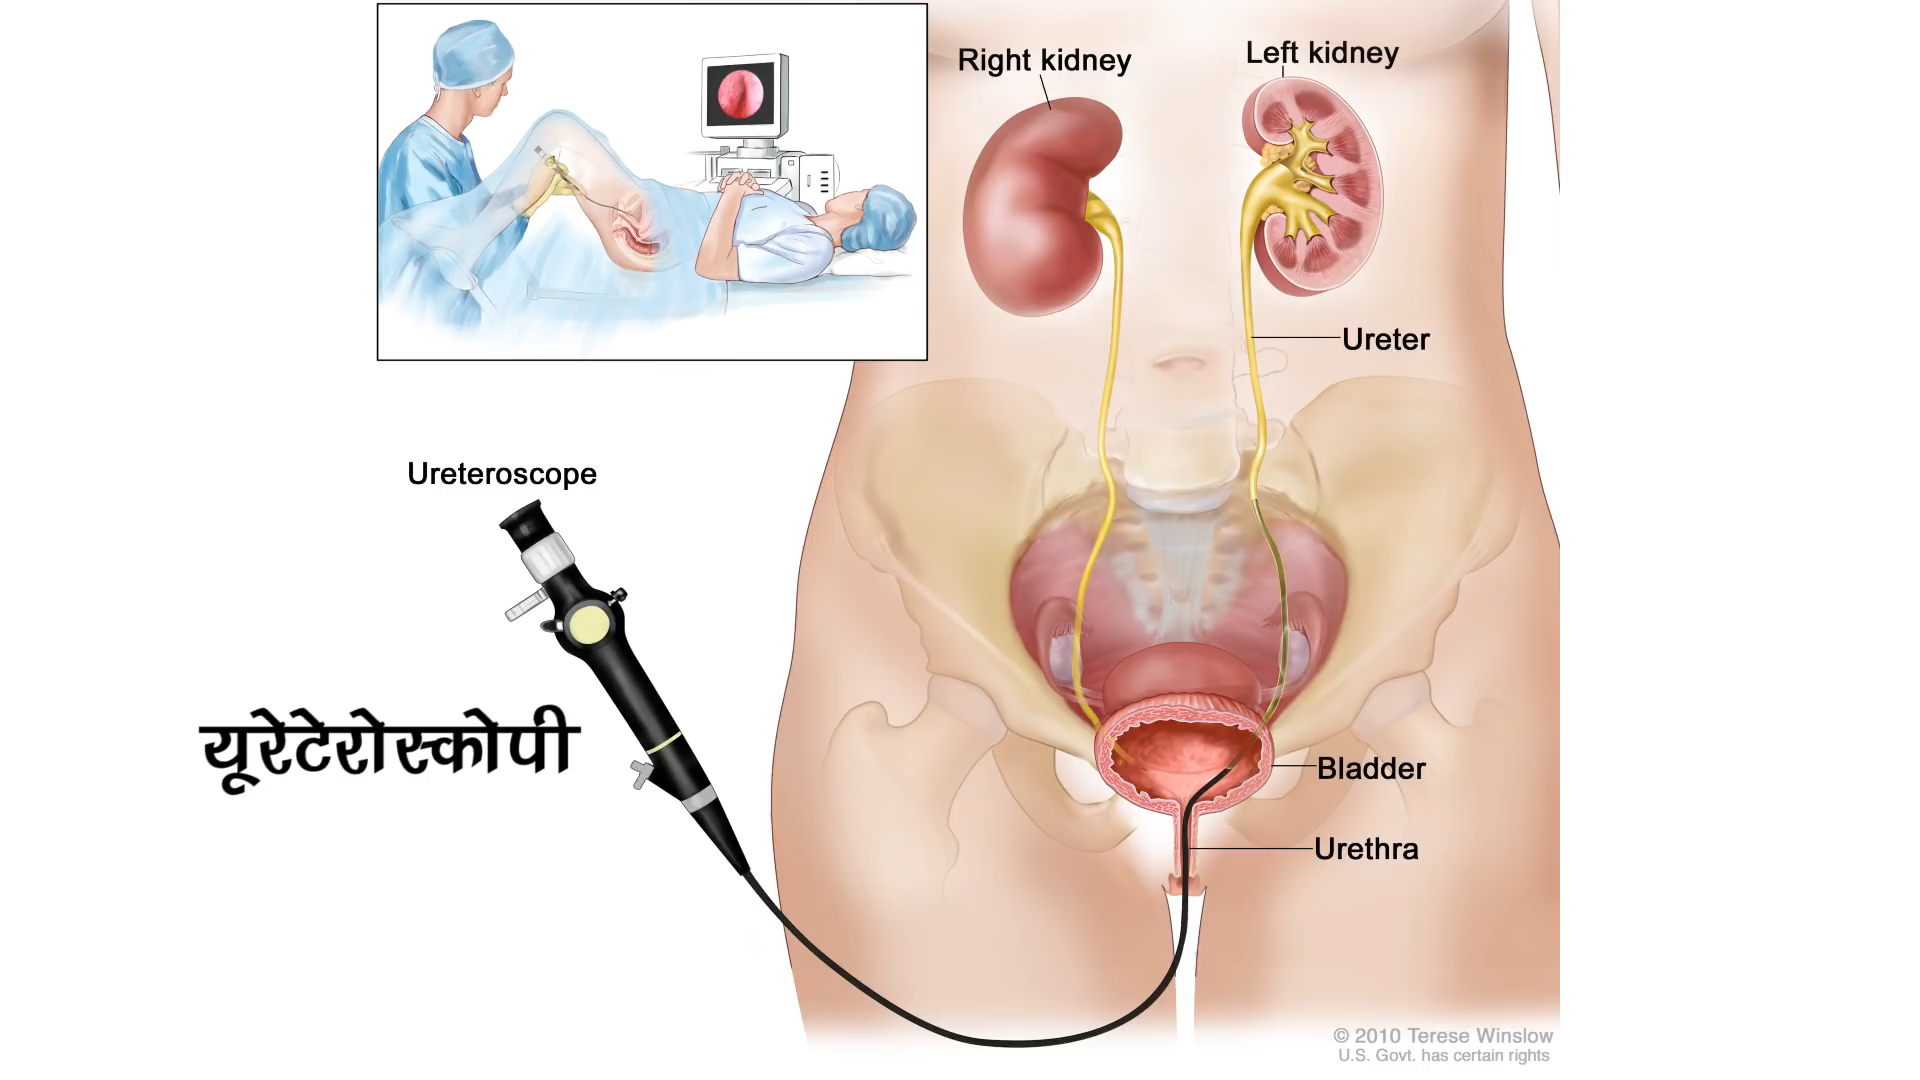 Right kidney
Left kidney
Ureter
Ureteroscope
यूरेटेरोस्कोपी
Bladder
Urethra
© 2010 Terese Winslow
U.S. Govt. has certain rights